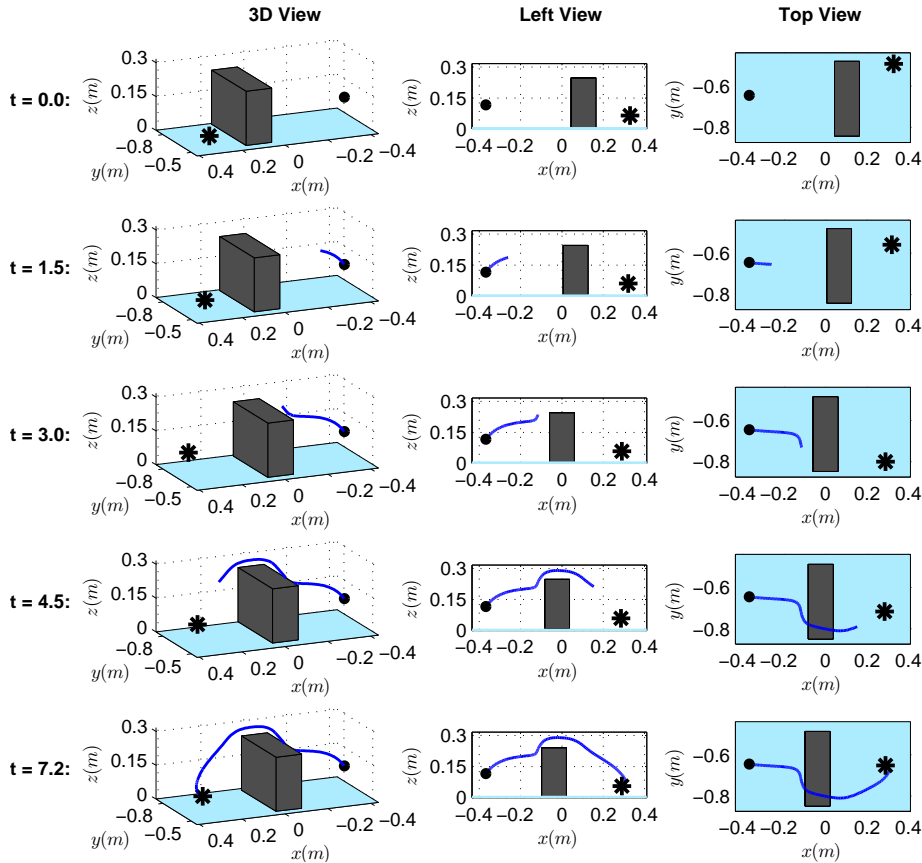 3D View Left View Top View
t = 0.0:
0.3
0.15
0
z(m)
−0.8
−0.5
y(m)
0.4 0.2 0 −0.2 −0.4
x(m)
0.3
0.15
0
z(m)
−0.4 −0.2 0 0.2 0.4
x(m)
−0.6
−0.8
y(m)
−0.4 −0.2 0 0.2 0.4
x(m)
t = 1.5:
0.3
0.15
0
z(m)
−0.8
−0.5
y(m)
0.4 0.2 0 −0.2 −0.4
x(m)
0.3
0.15
0
z(m)
−0.4 −0.2 0 0.2 0.4
x(m)
−0.6
−0.8
y(m)
−0.4 −0.2 0 0.2 0.4
x(m)
t = 3.0:
0.3
0.15
0
z(m)
−0.8
−0.5
y(m)
0.4 0.2 0 −0.2 −0.4
x(m)
0.3
0.15
0
z(m)
−0.4 −0.2 0 0.2 0.4
x(m)
−0.6
−0.8
y(m)
−0.4 −0.2 0 0.2 0.4
x(m)
t = 4.5:
0.3
0.15
0
z(m)
−0.8
−0.5
y(m)
0.4 0.2 0 −0.2 −0.4
x(m)
0.3
0.15
0
z(m)
−0.4 −0.2 0 0.2 0.4
x(m)
−0.6
−0.8
y(m)
−0.4 −0.2 0 0.2 0.4
x(m)
t = 7.2:
0.3
0.15
0
z(m)
−0.8
−0.5
y(m)
0.4 0.2 0 −0.2 −0.4
x(m)
0.3
0.15
0
z(m)
−0.4 −0.2 0 0.2 0.4
x(m)
−0.6
−0.8
y(m)
−0.4 −0.2 0 0.2 0.4
x(m)